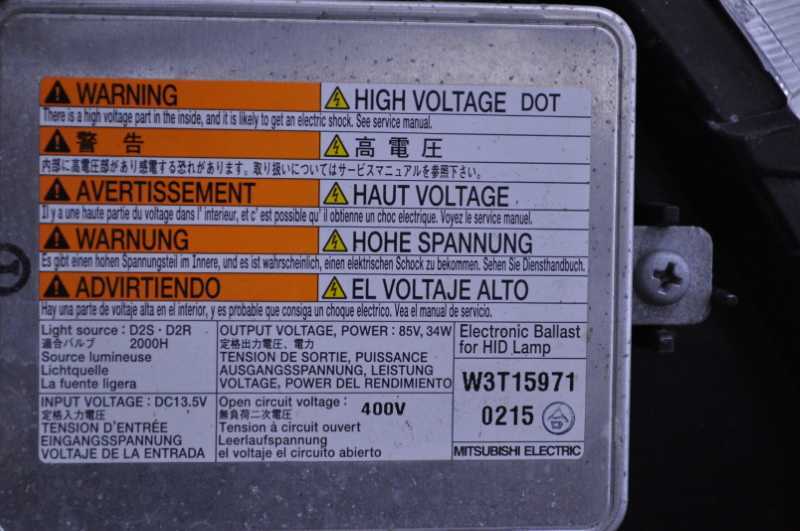 WARNING HIGH VOLTAGE DOT
There is a high voltage part in the inside, and it is likely to get an electric shock. See service manual.
警 告 高 電 圧
内部に高電圧部があり感電する恐れがあります。取り扱いについてはサービスマニュアルを参照下さい。
AVERTISSEMENT HAUT VOLTAGE
Il y a une haute partie du voltage dans l' interieur, et c' est possible qu' il obtienne un choc electrique. Voyez le service manuel.
WARNUNG HOHE SPANNUNG
Es gibt einen hohen Spannungsteil im Innere, und es ist wahrscheinlich, einen elektrischen Schock zu bekommen. Sehen Sie Diensthandbuch.
ADVIRTIENDO EL VOLTAJE ALTO
Hay una parte de voltaje alta en el interior, y es probable que consiga un choque electrico. Vea el manual de servicio.
Light source : D2S · D2R
適合バルブ 2000H
Source lumineuse
Lichtquelle
La fuente ligera
OUTPUT VOLTAGE, POWER : 85V, 34W
定格出力電圧、電力
TENSION DE SORTIE, PUISSANCE
AUSGANGSSPANNUNG, LEISTUNG
VOLTAGE, POWER DEL RENDIMIENTO
Electronic Ballast
for HID Lamp
W3T15971
0215 合
MITSUBISHI ELECTRIC
INPUT VOLTAGE : DC13.5V
定格入力電圧
TENSION D'ENTRÉE
EINGANGSSPANNUNG
VOLTAJE DE LA ENTRADA
Open circuit voltage : 400V
無負荷二次電圧
Tension à circuit ouvert
Leerlaufspannung
el voltaje el circuito abierto